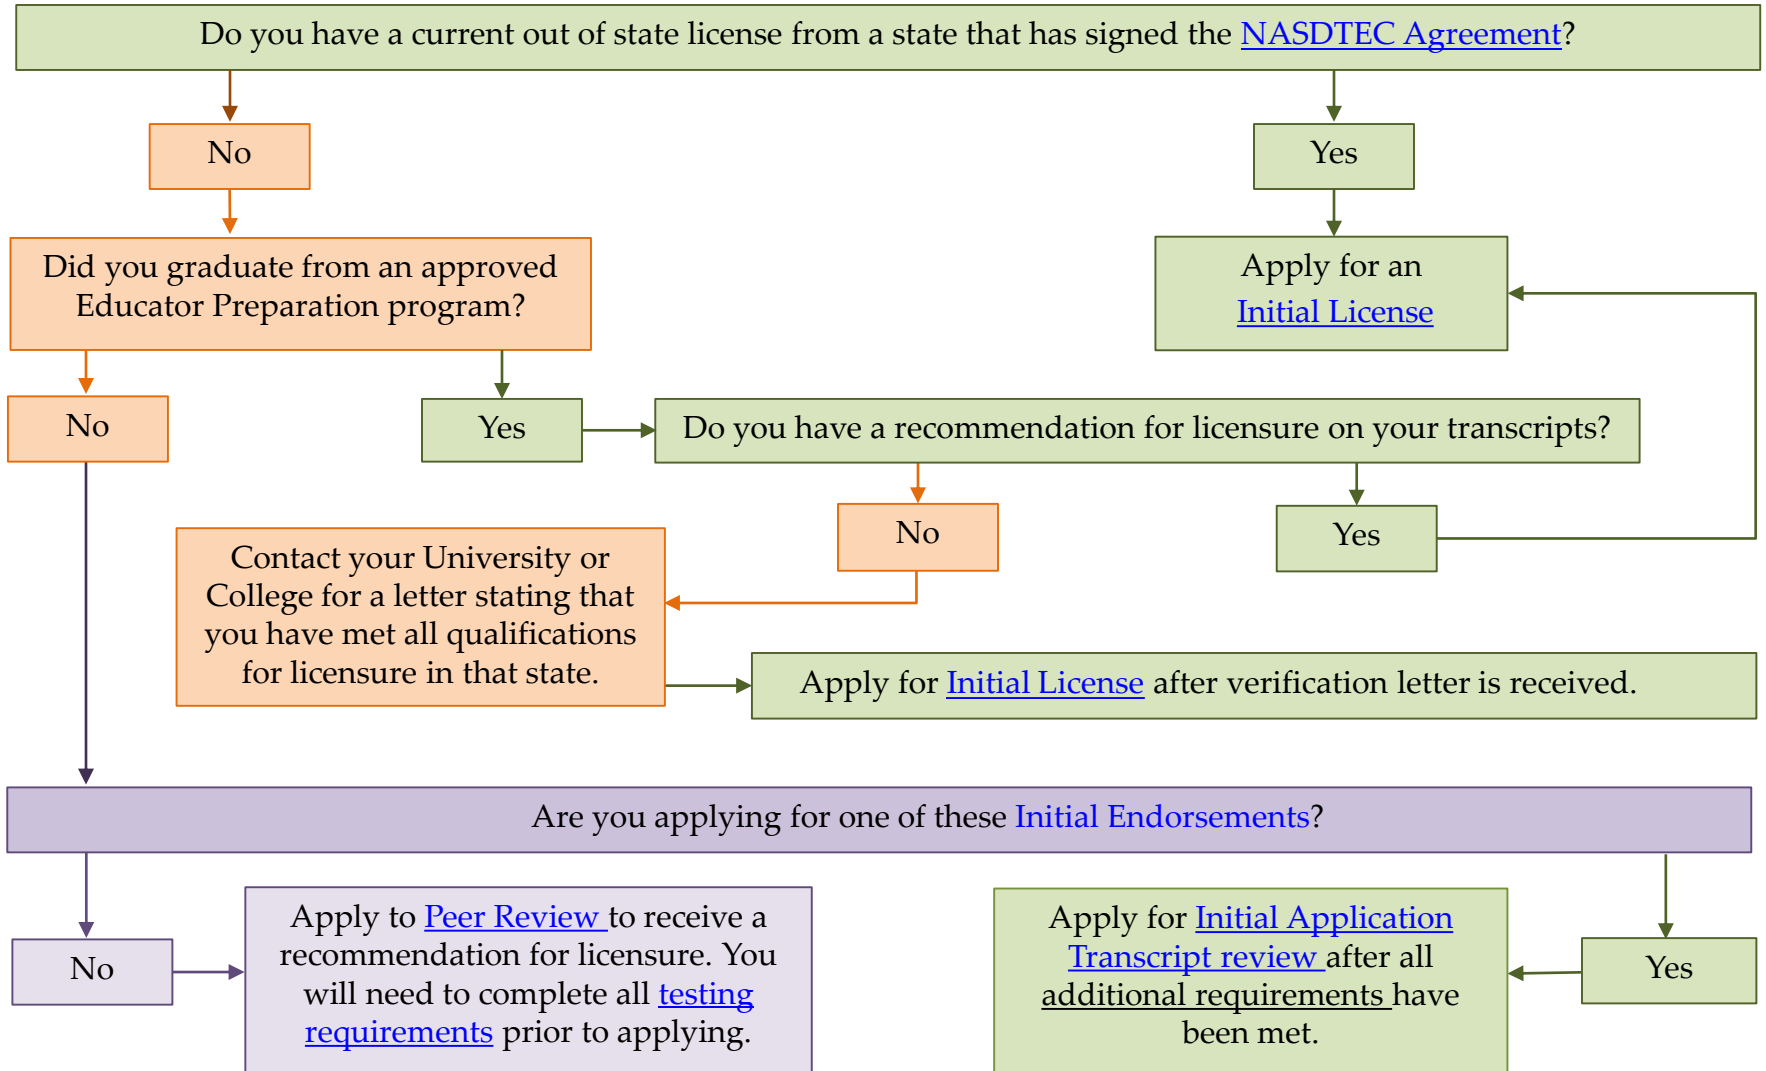 Do you have a current out of state license from a state that has signed the NASDTEC Agreement?
No
Yes
Did you graduate from an approved
Educator Preparation program?
Apply for an
Initial License
No
Yes
Do you have a recommendation for licensure on your transcripts?
No
Yes
Contact your University or
College for a letter stating that
you have met all qualifications
for licensure in that state.
Apply for Initial License after verification letter is received.
Are you applying for one of these Initial Endorsements?
No
Apply to Peer Review to receive a
recommendation for licensure. You
will need to complete all testing
requirements prior to applying.
Apply for Initial Application
Transcript review after all
additional requirements have
been met.
Yes